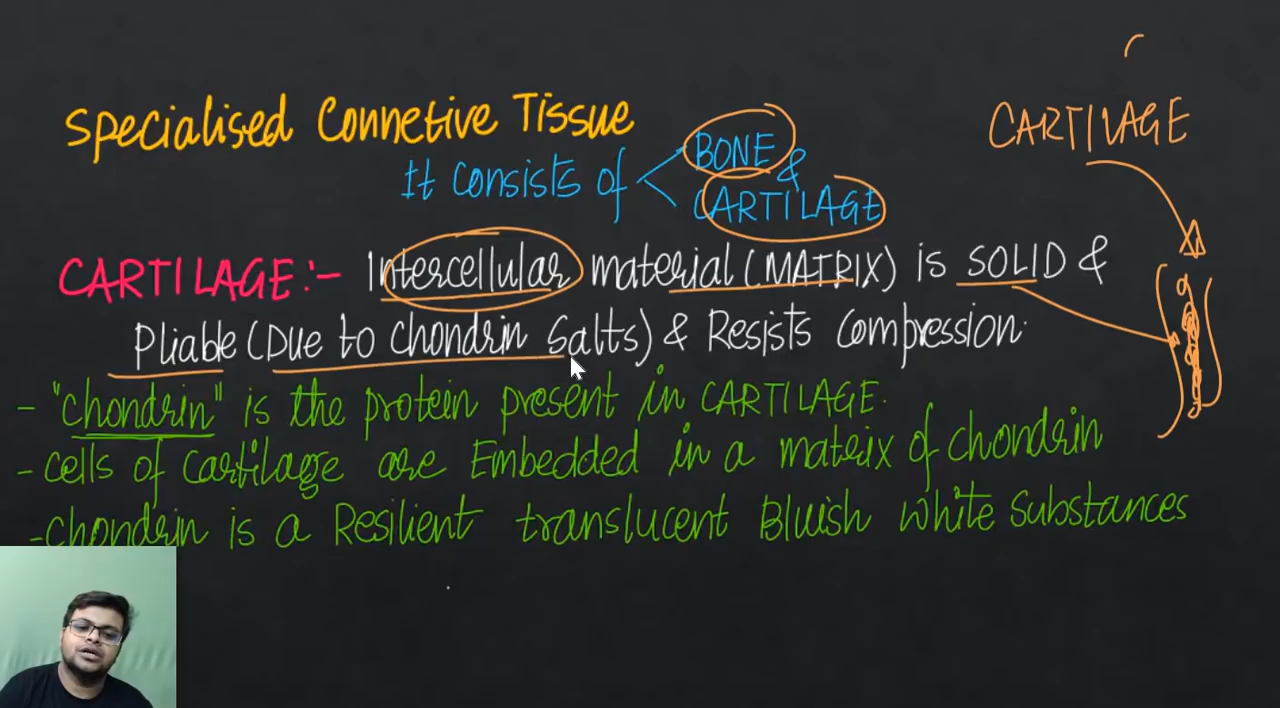 Specialised Connetive Tissue
It consists of BONE &
CARTILAGE
CARTILAGE
CARTILAGE:- Intercellular material (MATRIX) is SOLID &
Pliable (Due to Chondrin Salts) & Resists Compression.
- "Chondrin" is the protein present in CARTILAGE.
- Cells of Cartilage are Embedded in a matrix of Chondrin
- Chondrin is a Resilient translucent Bluish white Substances